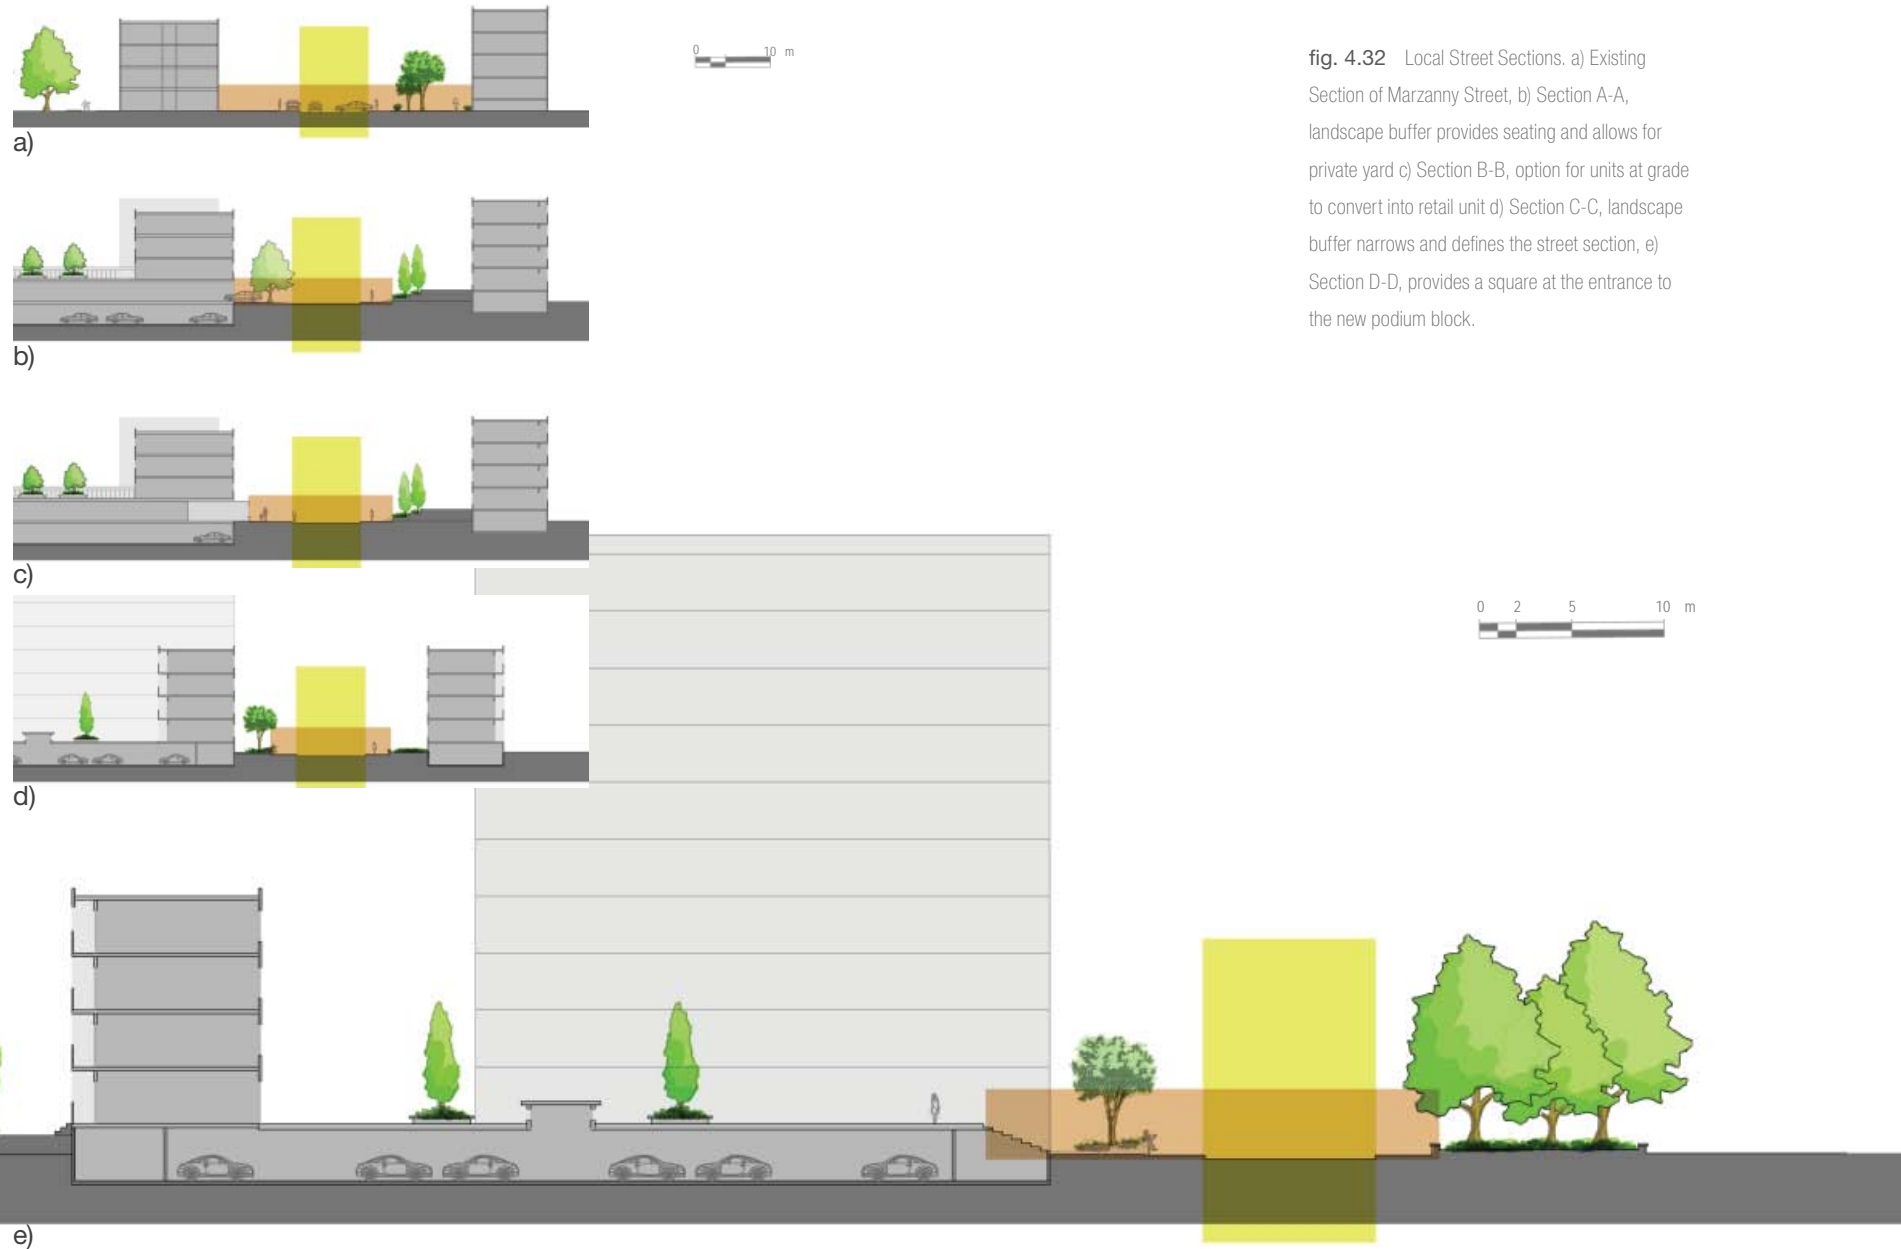 0 10 m
fig. 4.32 Local Street Sections. a) Existing
Section of Marzanny Street, b) Section A-A,
landscape buffer provides seating and allows for
private yard c) Section B-B, option for units at grade
to convert into retail unit d) Section C-C, landscape
buffer narrows and defines the street section, e)
Section D-D, provides a square at the entrance to
the new podium block.
a)
b)
c)
0 2 5 10 m
d)
e)